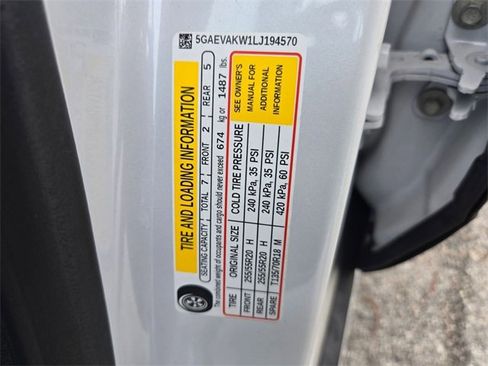 5GAEVAKW1LJ194570
TIRE AND LOADING INFORMATION
SEATING CAPACITY TOTAL 7 FRONT 2 REAR 5
The combined weight of occupants and cargo should never exceed 674 kg or 1487 lbs.
TIRE ORIGINAL SIZE COLD TIRE PRESSURE
FRONT 255/55R20 H 240 kPa, 35 PSI
REAR 255/55R20 H 240 kPa, 35 PSI
SPARE T135/70R18 M 420 kPa, 60 PSI
SEE OWNER'S
MANUAL FOR
ADDITIONAL
INFORMATION